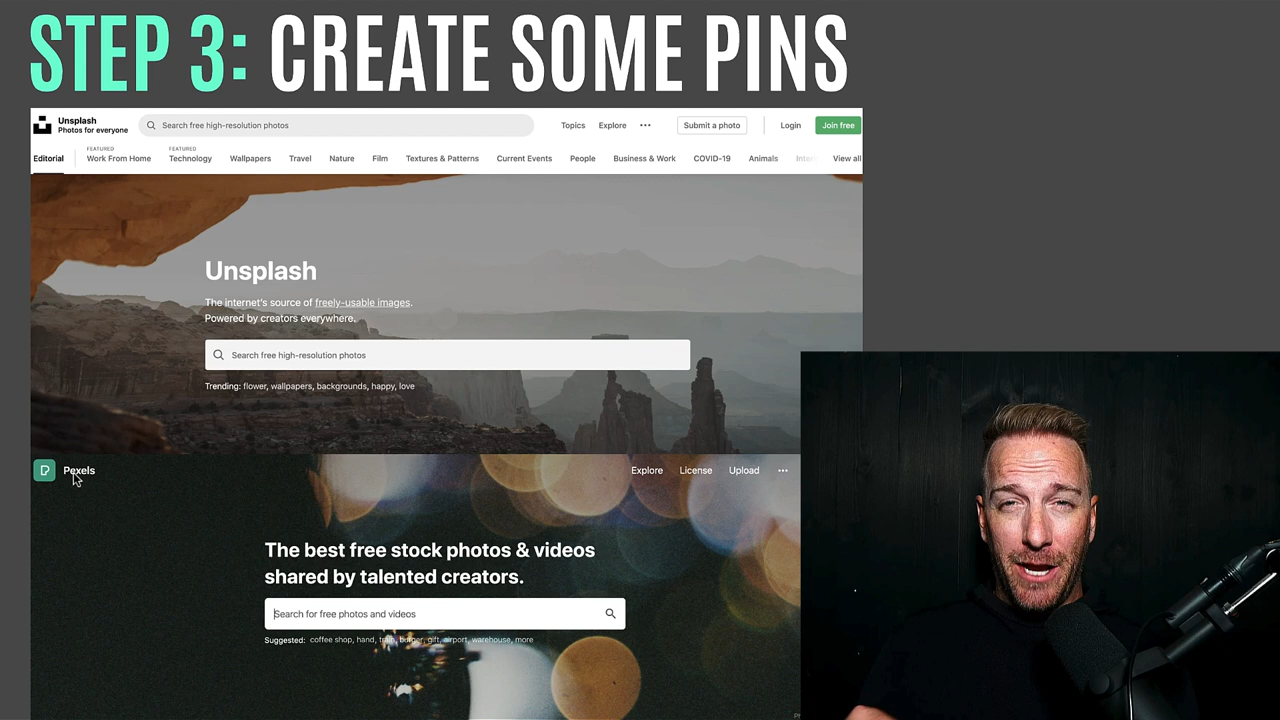 STEP 3: CREATE SOME PINS
Unsplash
Photos for everyone
Search free high-resolution photos
Topics Explore ••• Submit a photo Login Join free
FEATURED FEATURED
Editorial Work From Home Technology Wallpapers Travel Nature Film Textures & Patterns Current Events People Business & Work COVID-19 Animals View all
Unsplash
The internet's source of freely-usable images.
Powered by creators everywhere.
Search free high-resolution photos
Trending: flower, wallpapers, backgrounds, happy, love
Pexels Explore License Upload •••
The best free stock photos & videos
shared by talented creators.
Search for free photos and videos
Suggested: coffee shop, hand, train, burger, gift, airport, warehouse, more